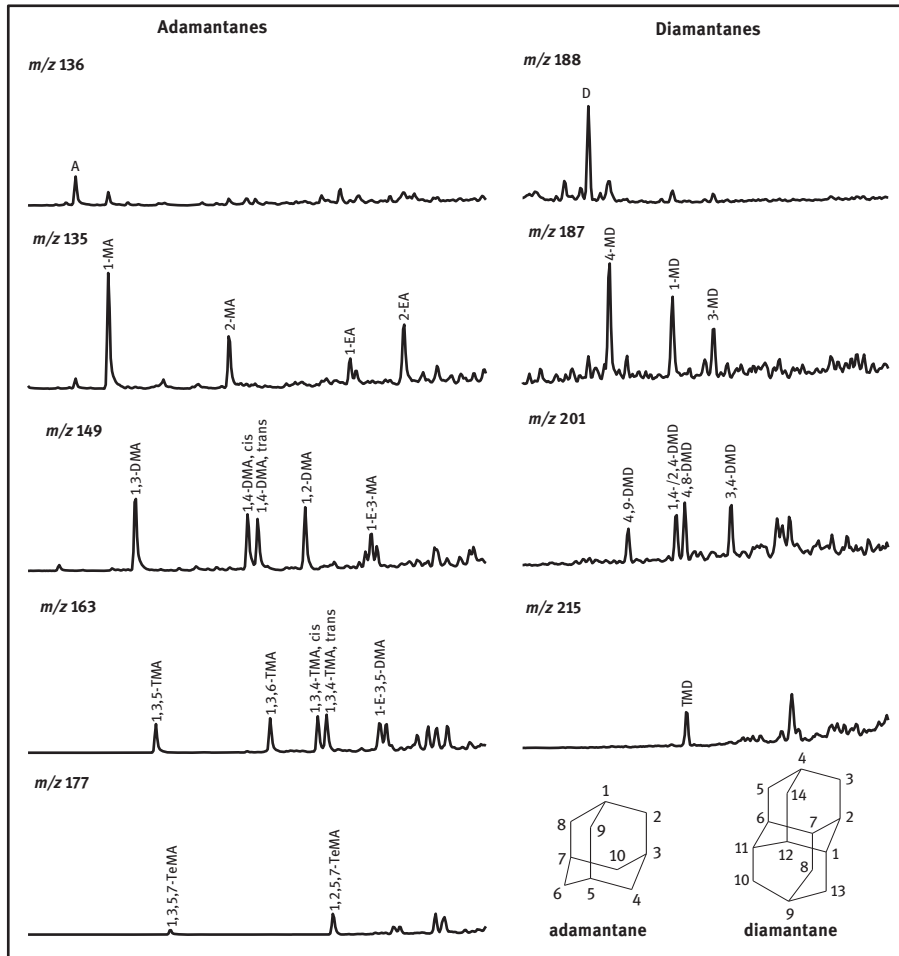 Adamantanes
m/z 136
A
m/z 135
1-MA
2-MA
1-EA
2-EA
m/z 149
1,3-DMA
1,4-DMA, cis
1,4-DMA, trans
1,2-DMA
1-E-3-MA
m/z 163
1,3,5-TMA
1,3,6-TMA
1,3,4-TMA, cis
1,3,4-TMA, trans
1-E-3,5-DMA
m/z 177
1,3,5,7-TeMA
1,2,5,7-TeMA
Diamantanes
m/z 188
D
m/z 187
4-MD
1-MD
3-MD
m/z 201
4,9-DMD
1,4-/2,4-DMD
4,8-DMD
3,4-DMD
m/z 215
TMD
1
8
9
2
7
10
3
6
5
4
adamantane
4
5
14
3
6
7
2
11
12
1
8
10
13
9
diamantane